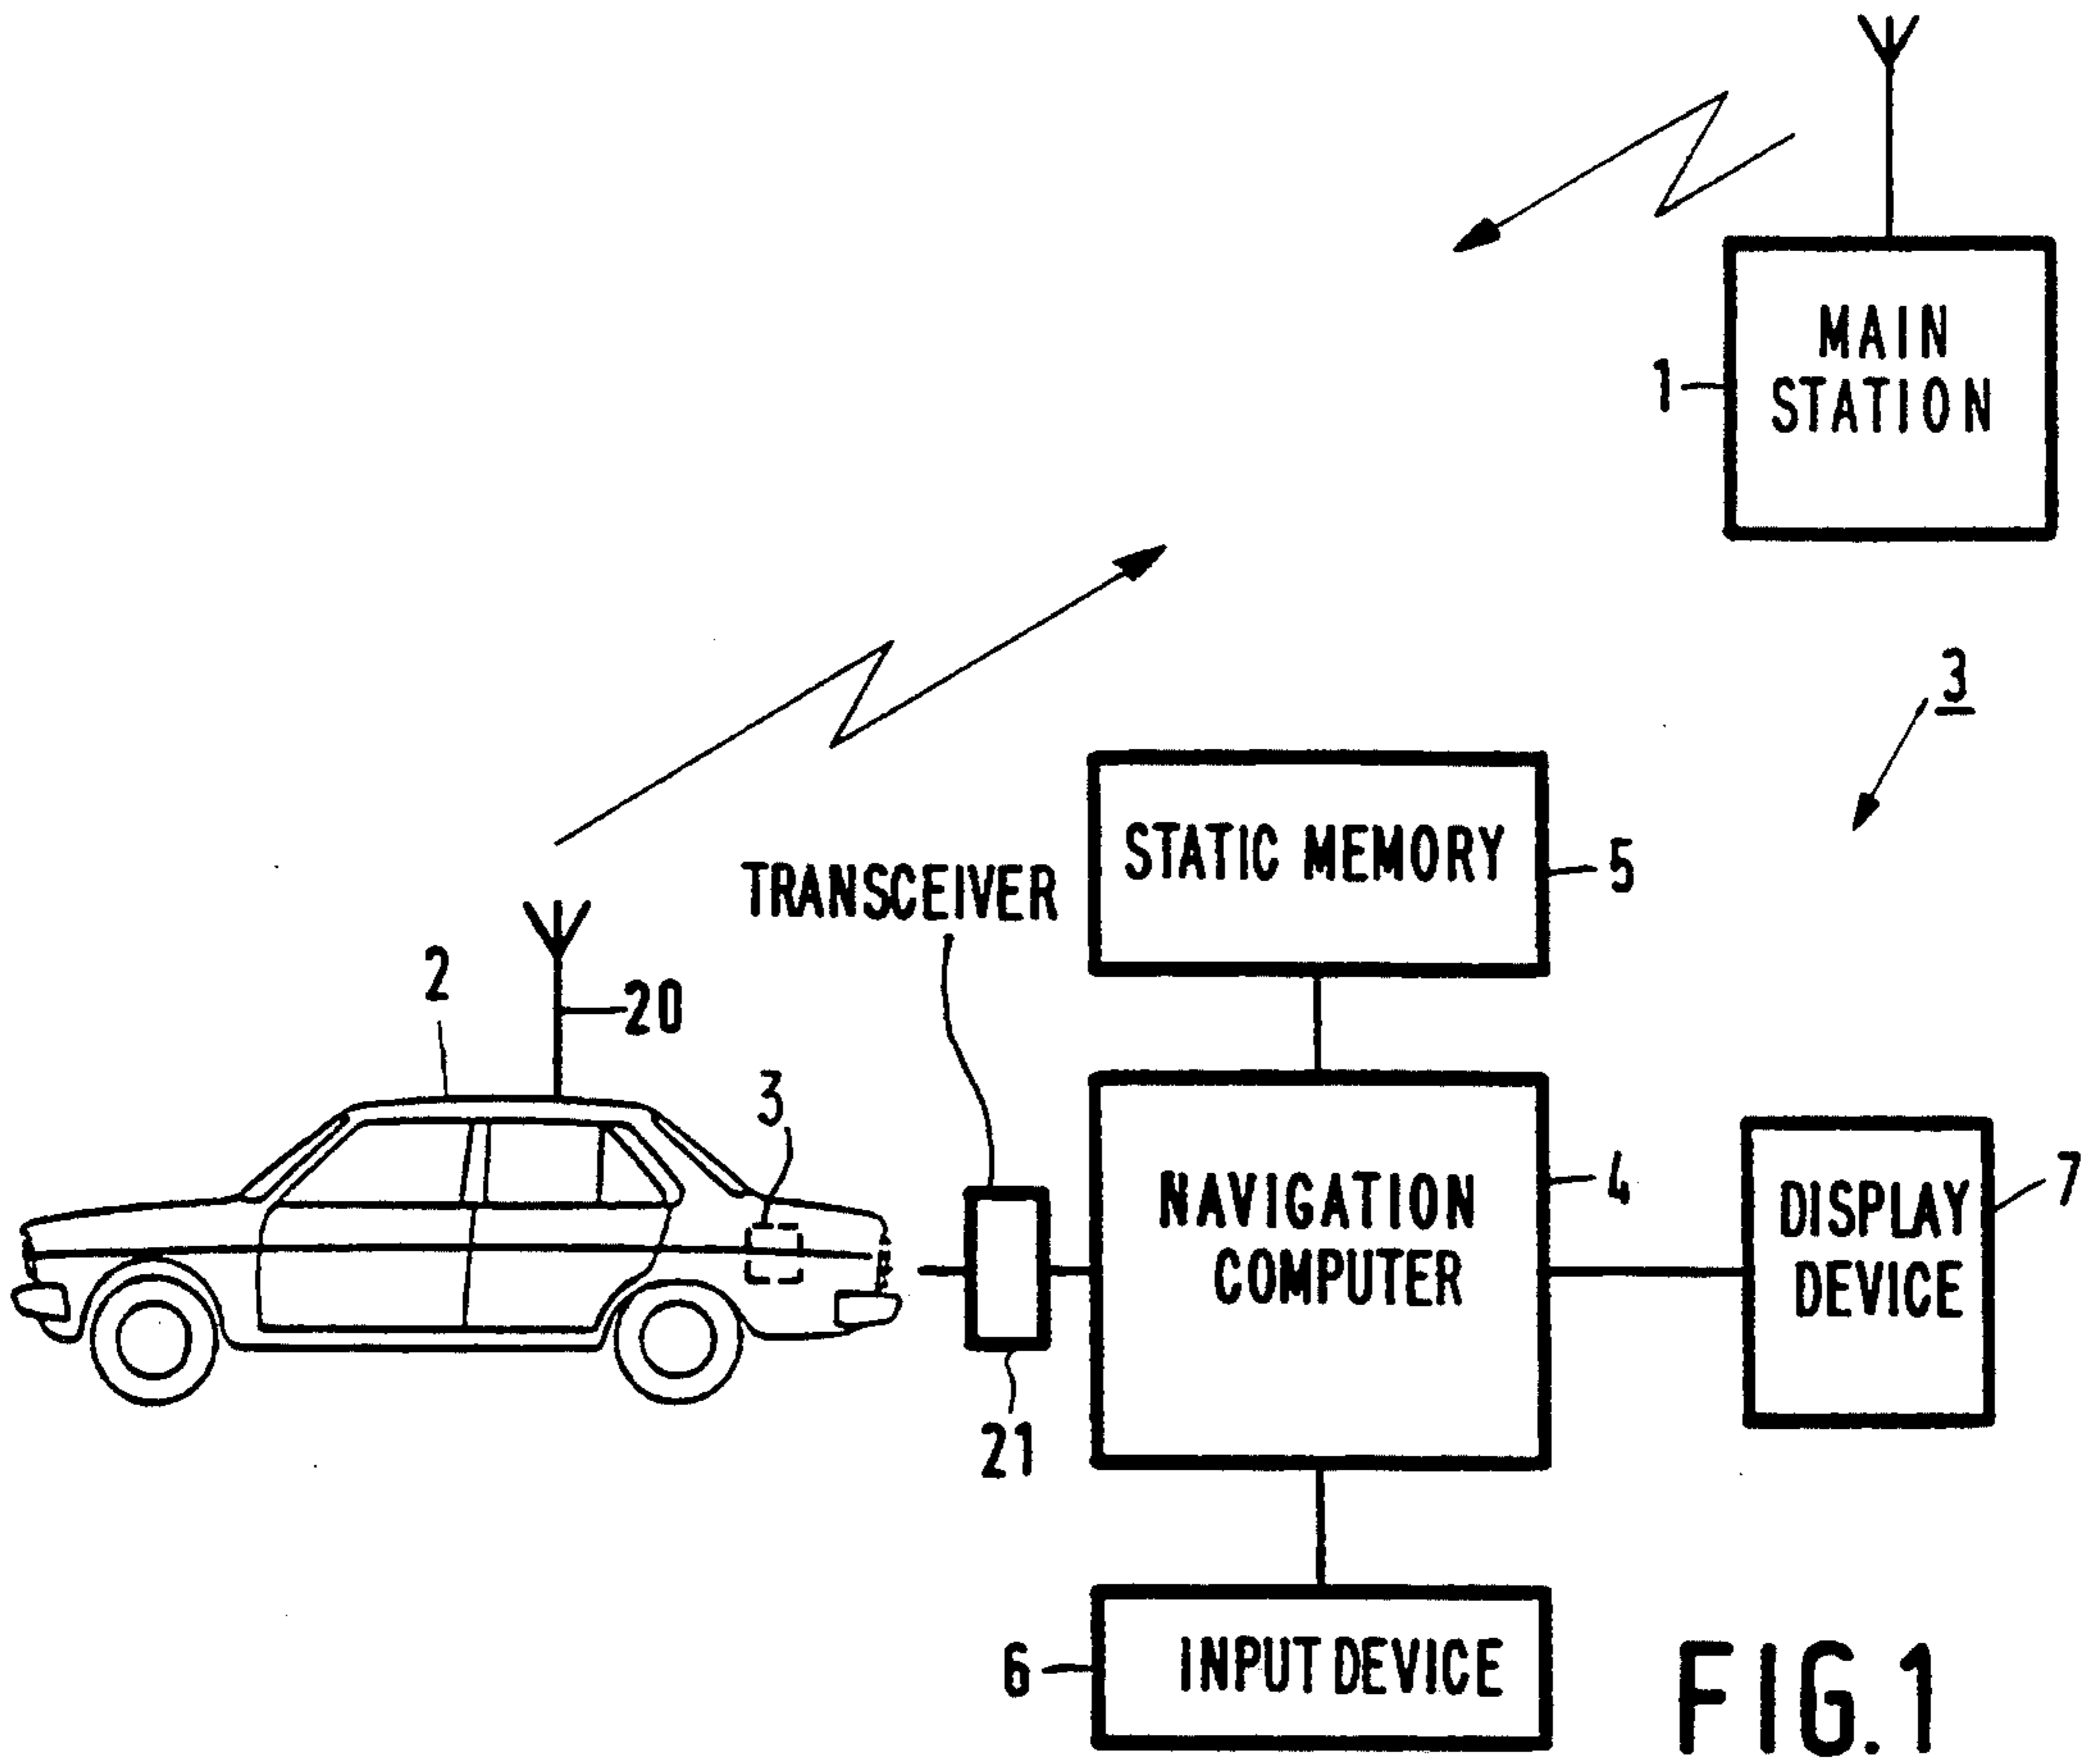 MAIN
STATION
1
3
STATIC MEMORY
5
TRANSCEIVER
2
20
3
NAVIGATION
COMPUTER
4
DISPLAY
DEVICE
7
21
INPUT DEVICE
6
FIG.1